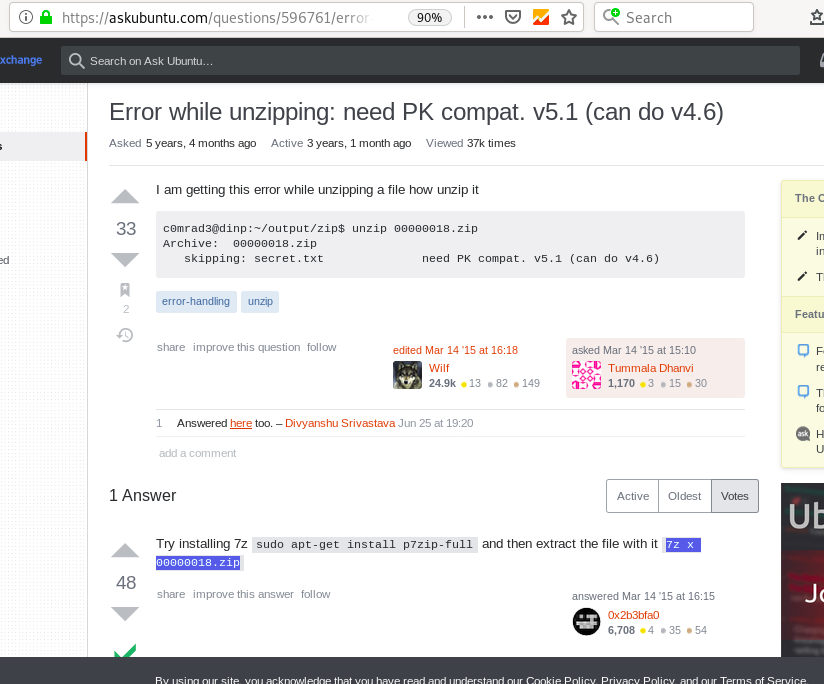 https://askubuntu.com/questions/596761/error
90%
Search
xchange
Search on Ask Ubuntu…
Error while unzipping: need PK compat. v5.1 (can do v4.6)
Asked 5 years, 4 months ago Active 3 years, 1 month ago Viewed 37k times
s
ed
33
I am getting this error while unzipping a file how unzip it
c0mrad3@dinp:~/output/zip$ unzip 00000018.zip
Archive:  00000018.zip
skipping: secret.txt need PK compat. v5.1 (can do v4.6)
error-handling unzip
2
share improve this question follow
edited Mar 14 '15 at 16:18
Wilf
24.9k 13 82 149
asked Mar 14 '15 at 15:10
Tummala Dhanvi
1,170 3 15 30
1 Answered here too. – Divyanshu Srivastava Jun 25 at 19:20
add a comment
1 Answer
Active Oldest Votes
48
Try installing 7z sudo apt-get install p7zip-full and then extract the file with it 7z x
00000018.zip
share improve this answer follow
answered Mar 14 '15 at 16:15
0x2b3bfa0
6,708 4 35 54
The O
In
in
T
Featu
F
re
T
fo
ask H
U
Ub
Jo
By using our site, you acknowledge that you have read and understand our Cookie Policy, Privacy Policy, and our Terms of Service.